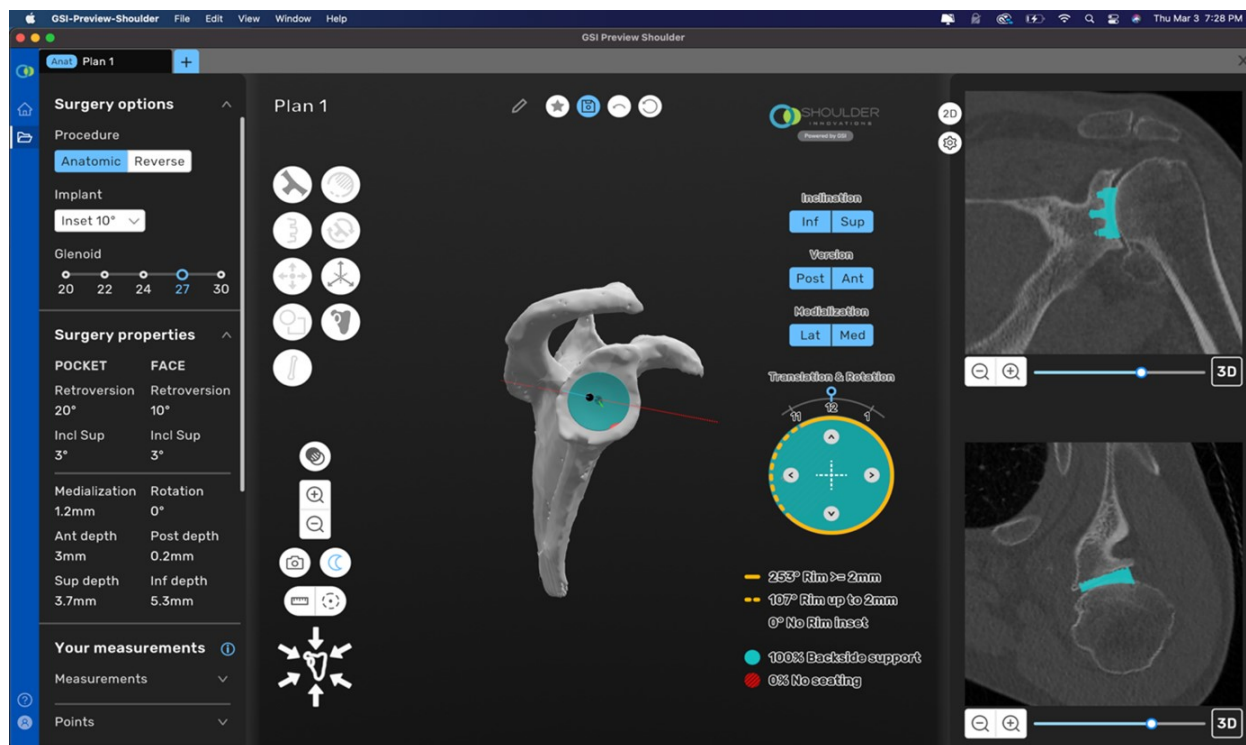 GSI-Preview-Shoulder File Edit View Window Help
Thu Mar 3 7:28 PM
GSI Preview Shoulder
Anat Plan 1 +
X
Surgery options
Procedure
Anatomic Reverse
Implant
Inset 10°
Glenoid
20 22 24 27 30
Surgery properties
POCKET FACE
Retroversion Retroversion
20° 10°
Incl Sup Incl Sup
3° 3°
Medialization Rotation
1.2mm 0°
Ant depth Post depth
3mm 0.2mm
Sup depth Inf depth
3.7mm 5.3mm
Your measurements
Measurements
Points
Plan 1
SHOULDER
INNOVATIONS
Powered by GSI
Inclination
Inf Sup
Version
Post Ant
Medialization
Lat Med
Translation & Rotation
11 12 1
253° Rim >= 2mm
107° Rim up to 2mm
0° No Rim inset
100% Backside support
0% No seating
2D
3D
3D